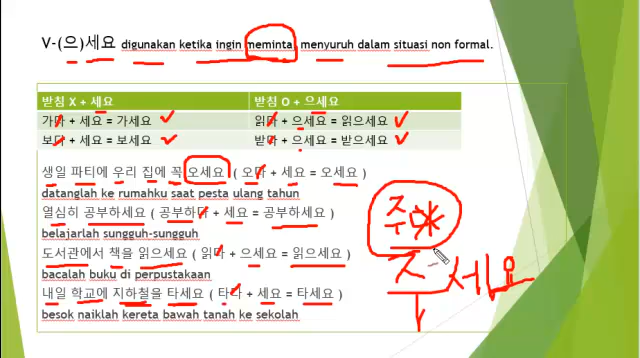 V-(으)세요 digunakan ketika ingin meminta, menyuruh dalam situasi non formal.
받침 X + 세요 받침 O + 으세요
가다 + 세요 = 가세요 읽다 + 으세요 = 읽으세요
보다 + 세요 = 보세요 받다 + 으세요 = 받으세요
생일 파티에 우리 집에 꼭 오세요 ( 오다 + 세요 = 오세요 )
datanglah ke rumahku saat pesta ulang tahun
열심히 공부하세요 ( 공부하다 + 세요 = 공부하세요 )
belajarlah sungguh-sungguh
도서관에서 책을 읽으세요 ( 읽다 + 으세요 = 읽으세요 )
bacalah buku di perpustakaan
내일 학교에 지하철을 타세요 ( 타다 + 세요 = 타세요 )
besok naiklah kereta bawah tanah ke sekolah
주
주세요